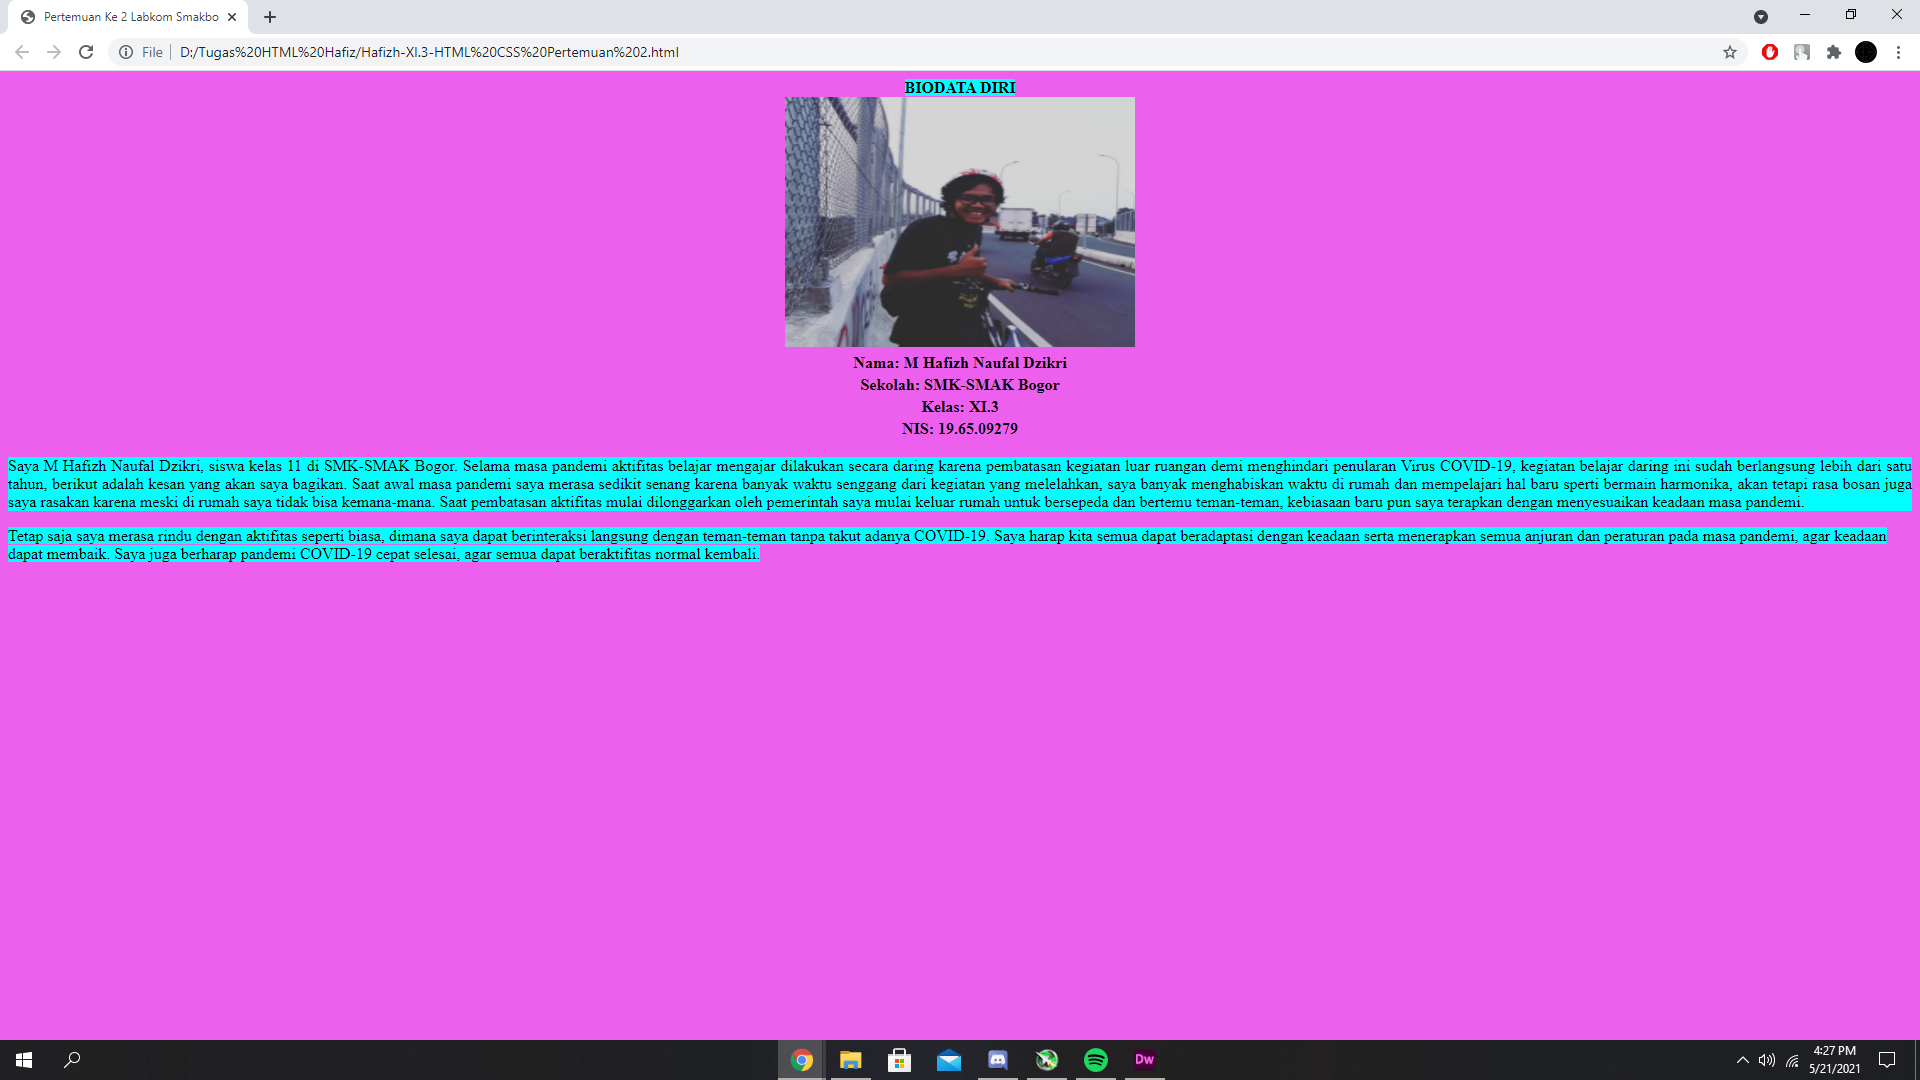 Pertemuan Ke 2 Labkom Smakbo
File
D:/Tugas%20HTML%20Hafiz/Hafizh-XI.3-HTML%20CSS%20Pertemuan%202.html
BIODATA DIRI
Nama: M Hafizh Naufal Dzikri
Sekolah: SMK-SMAK Bogor
Kelas: XI.3
NIS: 19.65.09279
Saya M Hafizh Naufal Dzikri, siswa kelas 11 di SMK-SMAK Bogor. Selama masa pandemi aktifitas belajar mengajar dilakukan secara daring karena pembatasan kegiatan luar ruangan demi menghindari penularan Virus COVID-19, kegiatan belajar daring ini sudah berlangsung lebih dari satu
tahun, berikut adalah kesan yang akan saya bagikan. Saat awal masa pandemi saya merasa sedikit senang karena banyak waktu senggang dari kegiatan yang melelahkan, saya banyak menghabiskan waktu di rumah dan mempelajari hal baru sperti bermain harmonika, akan tetapi rasa bosan juga
saya rasakan karena meski di rumah saya tidak bisa kemana-mana. Saat pembatasan aktifitas mulai dilonggarkan oleh pemerintah saya mulai keluar rumah untuk bersepeda dan bertemu teman-teman, kebiasaan baru pun saya terapkan dengan menyesuaikan keadaan masa pandemi.
Tetap saja saya merasa rindu dengan aktifitas seperti biasa, dimana saya dapat berinteraksi langsung dengan teman-teman tanpa takut adanya COVID-19. Saya harap kita semua dapat beradaptasi dengan keadaan serta menerapkan semua anjuran dan peraturan pada masa pandemi, agar keadaan
dapat membaik. Saya juga berharap pandemi COVID-19 cepat selesai, agar semua dapat beraktifitas normal kembali.
Dw
4:27 PM
5/21/2021